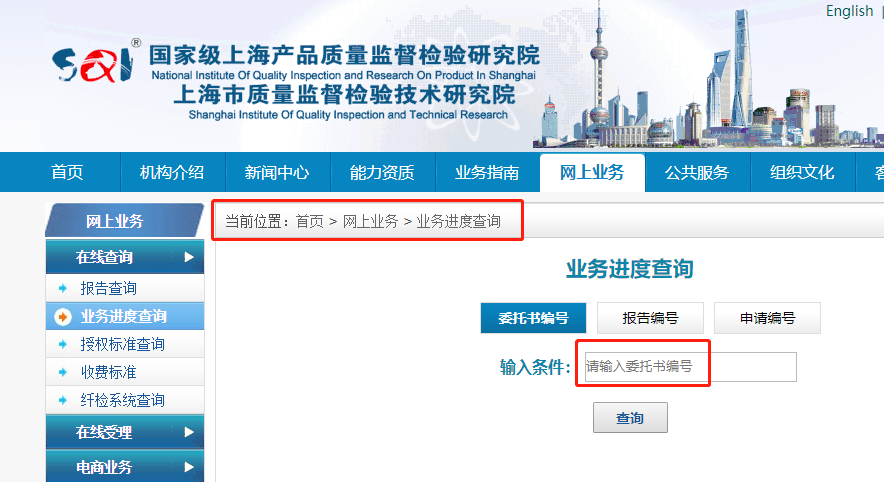 English |
SQI®
国家级上海产品质量监督检验研究院
National Institute Of Quality Inspection and Research On Product In Shanghai
上海市质量监督检验技术研究院
Shanghai Institute Of Quality Inspection and Technical Research
首页 机构介绍 新闻中心 能力资质 业务指南 网上业务 公共服务 组织文化
网上业务
当前位置：首页 > 网上业务 > 业务进度查询
在线查询
报告查询
业务进度查询
授权标准查询
收费标准
纤检系统查询
在线受理
电商业务
业务进度查询
委托书编号 报告编号 申请编号
输入条件： 请输入委托书编号
查询